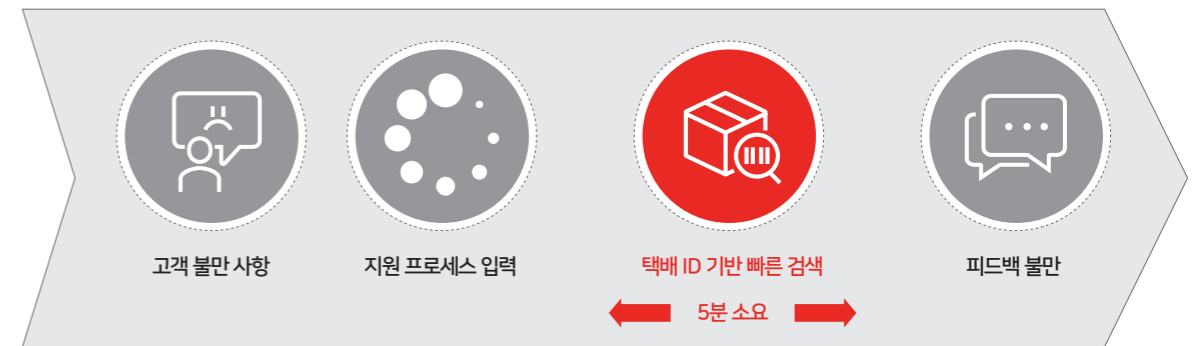 고객 불만 사항
지원 프로세스 입력
택배 ID 기반 빠른 검색
피드백 불만
5분 소요